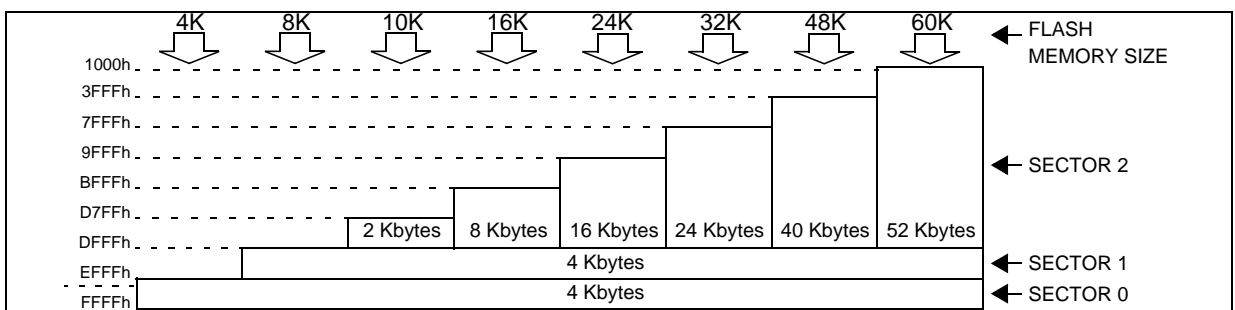 4K 8K 10K 16K 24K 32K 48K 60K FLASH
MEMORY SIZE
1000h
3FFFh
7FFFh
9FFFh
SECTOR 2
BFFFh
D7FFh
2 Kbytes 8 Kbytes 16 Kbytes 24 Kbytes 40 Kbytes 52 Kbytes
DFFFh
4 Kbytes SECTOR 1
EFFFh
4 Kbytes SECTOR 0
FFFFh